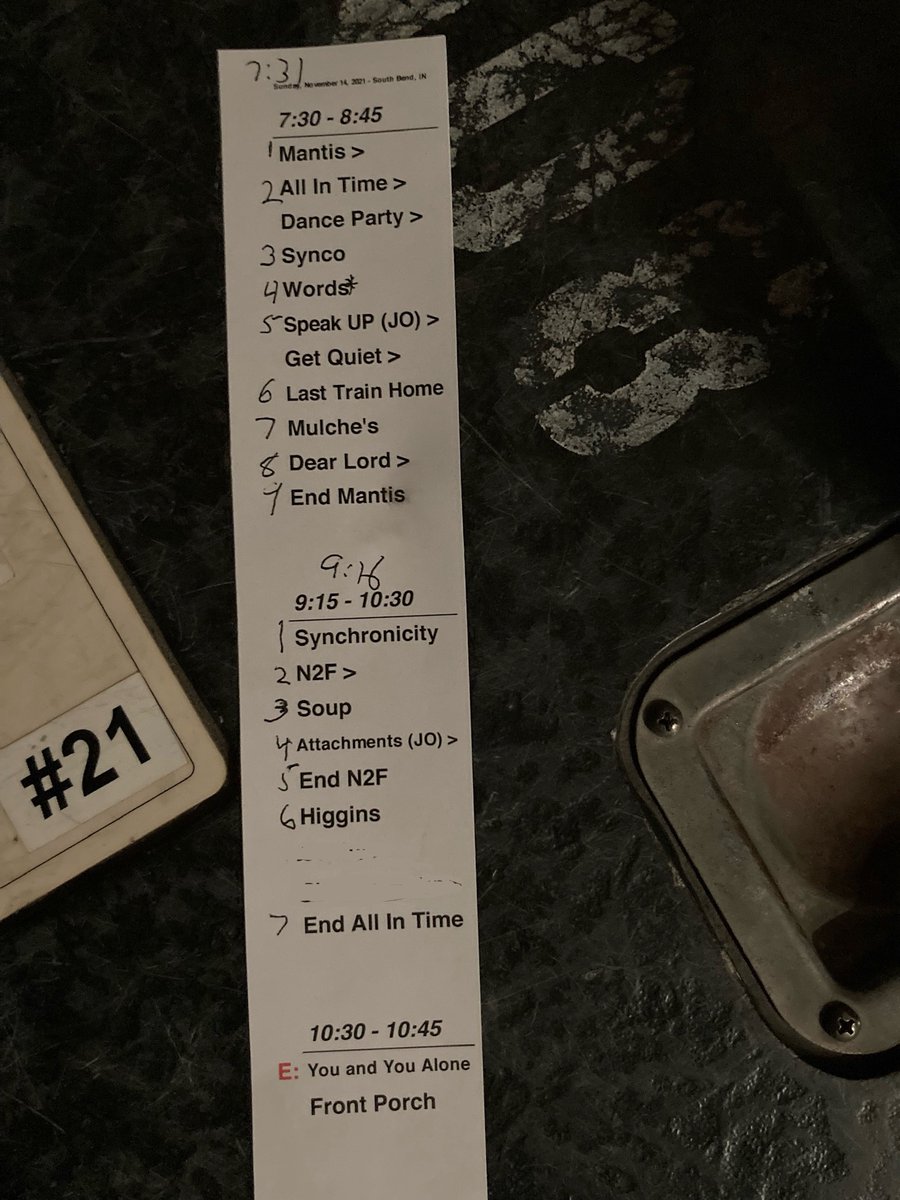 7:31
Sunday, November 14, 2021 - South Bend, IN
7:30 - 8:45
1 Mantis >
2 All In Time >
Dance Party >
3 Synco
4 Words*
5 Speak UP (JO) >
Get Quiet >
6 Last Train Home
7 Mulche's
8 Dear Lord >
9 End Mantis
9:16
9:15 - 10:30
1 Synchronicity
2 N2F >
3 Soup
4 Attachments (JO) >
5 End N2F
6 Higgins
7 End All In Time
10:30 - 10:45
E: You and You Alone
Front Porch
#21